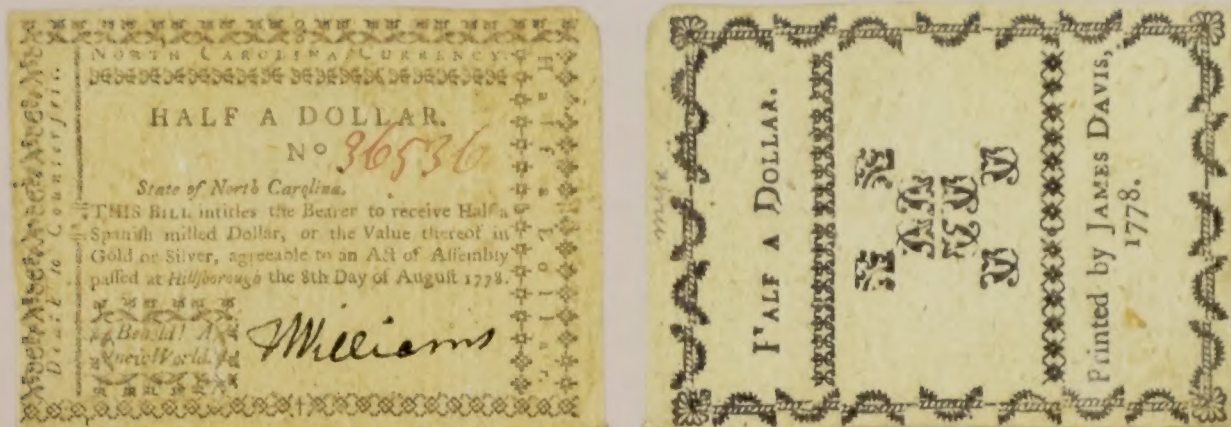 NORTH CAROLINA CURRENCY.
Half a Dollar.
Death to Counterfeit.
HALF A DOLLAR.
No 36536
State of North Carolina.
THIS BILL intitles the Bearer to receive Half a
Spaniſh milled Dollar, or the Value thereof in
Gold or Silver, agreeable to an Act of Aſſembly
paſſed at Hillſborough the 8th Day of Auguſt 1778.
Behold! A
new World.
JWilliams
HALF A DOLLAR.
Printed by JAMES DAVIS,
1778.